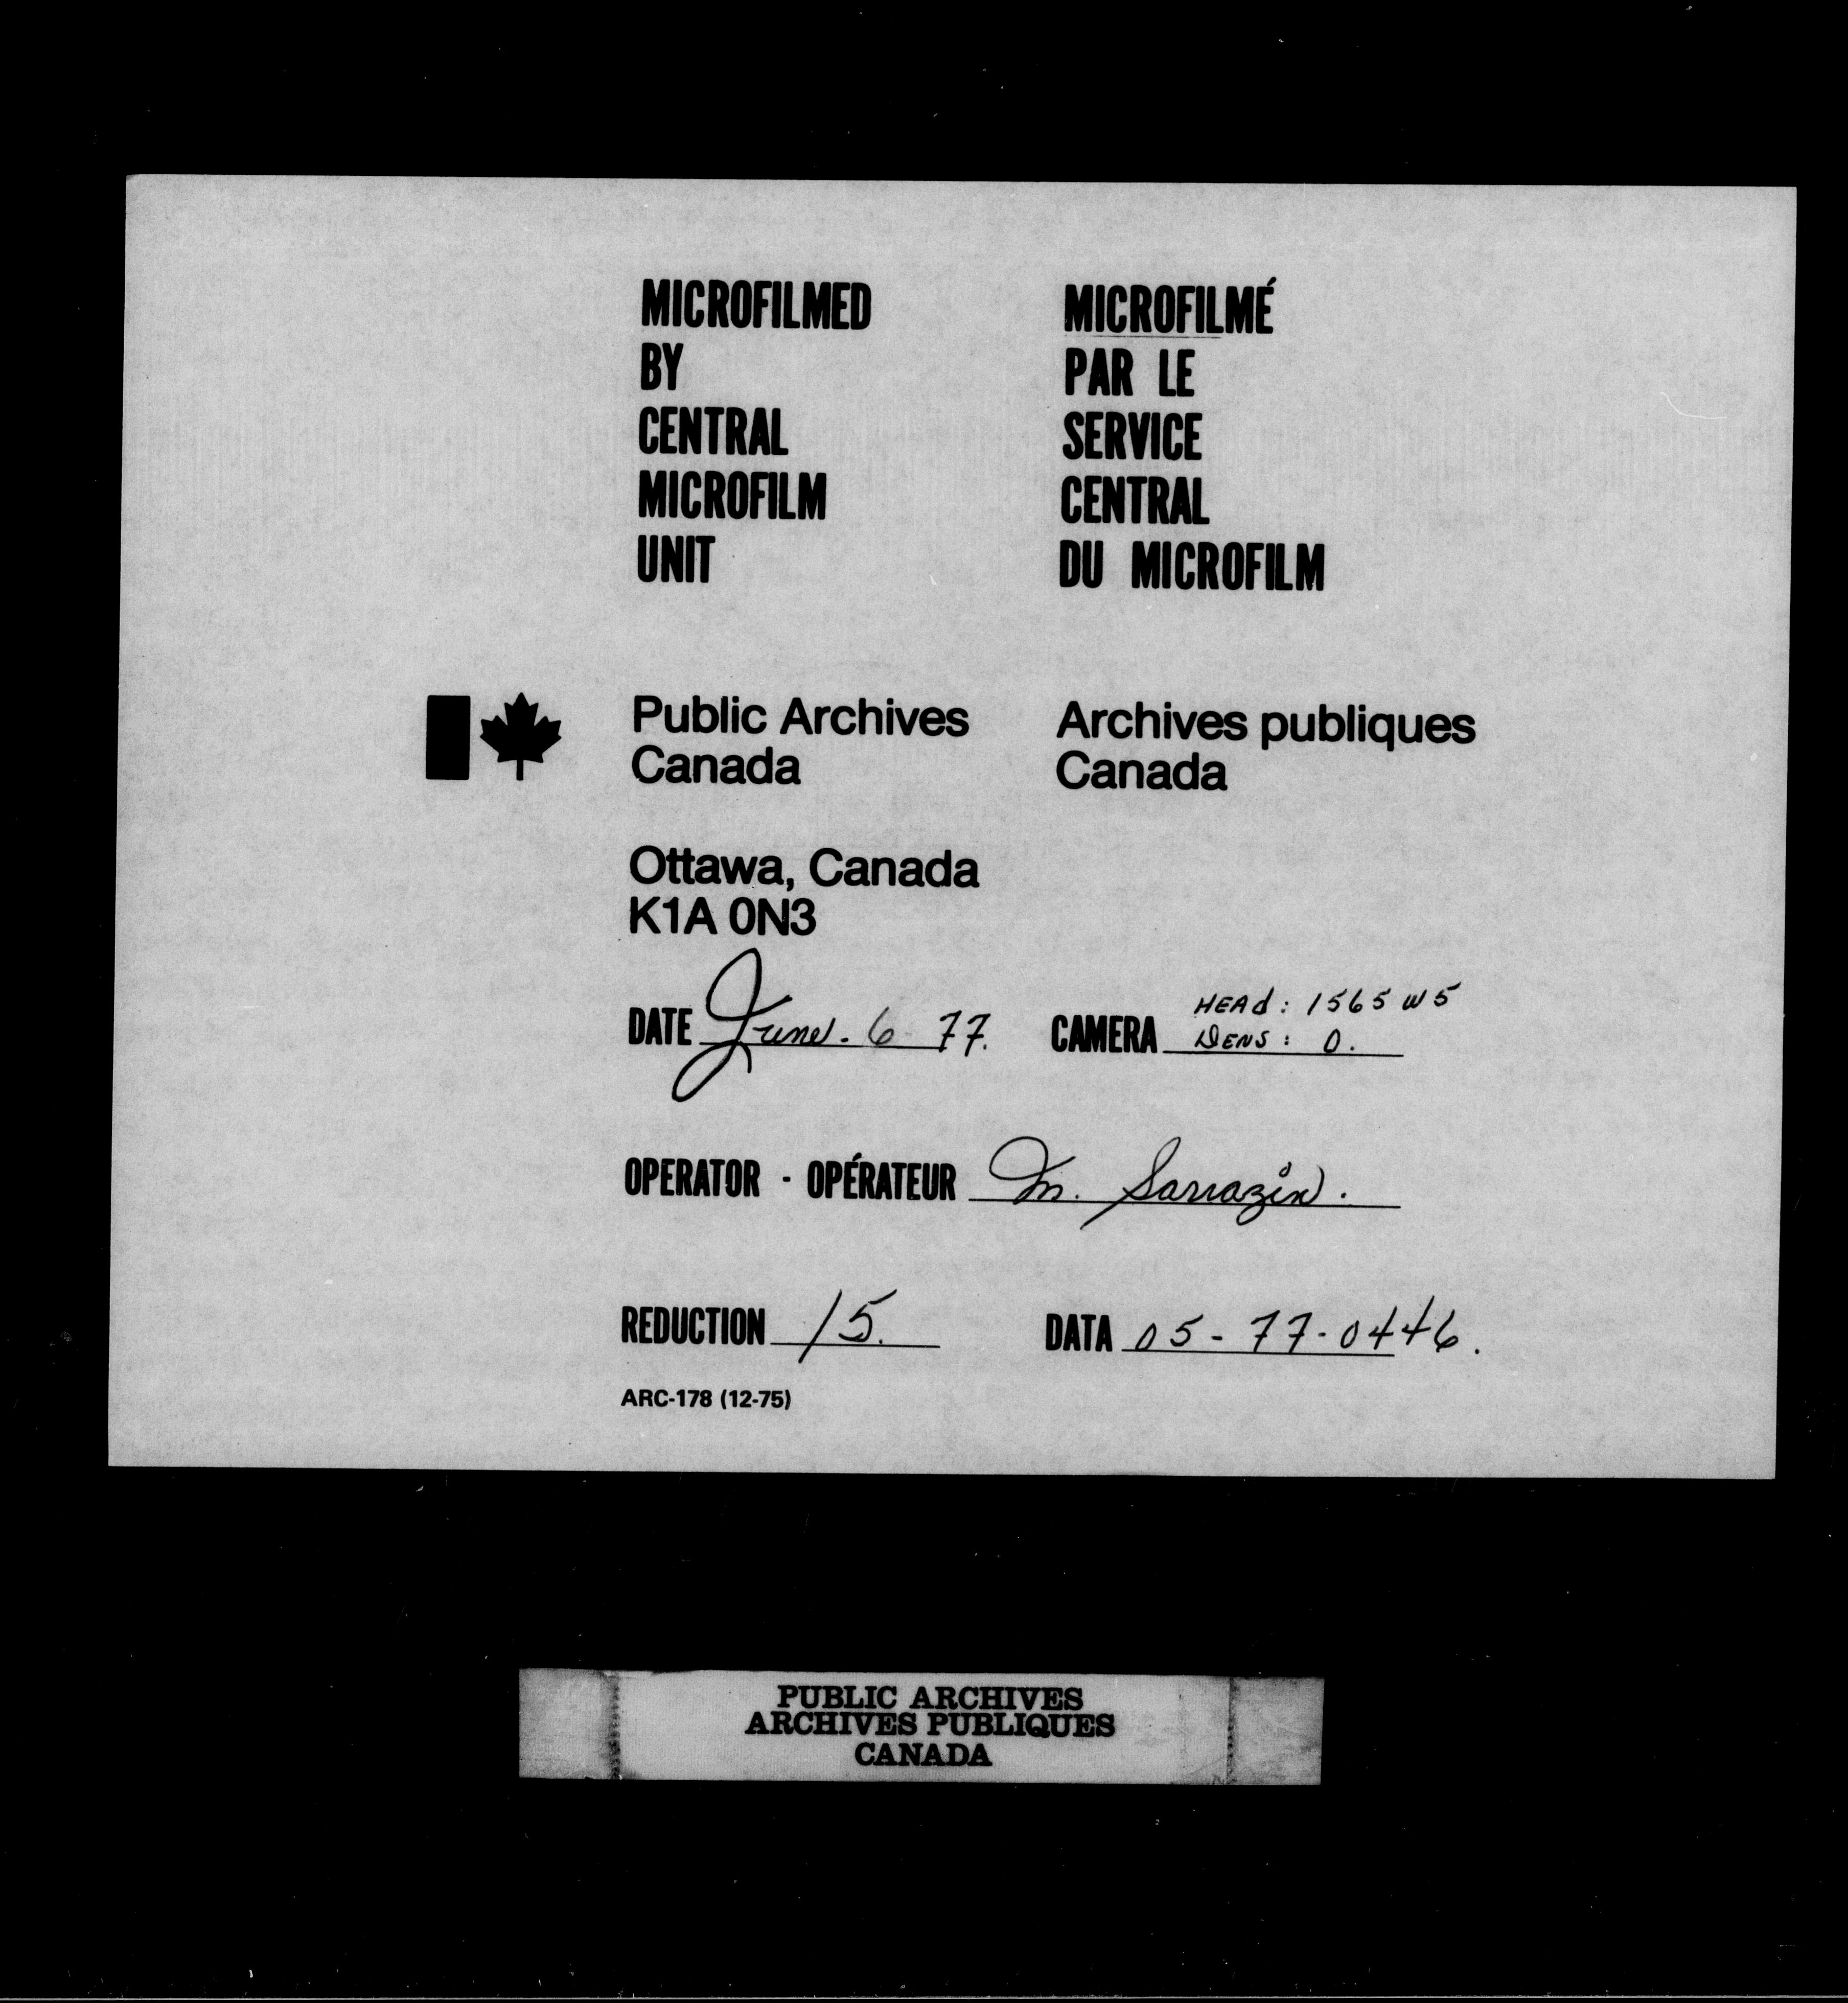 MICROFILMED
BY
CENTRAL
MICROFILM
UNIT
MICROFILMÉ
PAR LE
SERVICE
CENTRAL
DU MICROFILM
Public Archives
Canada
Archives publiques
Canada
Ottawa, Canada
K1A 0N3
DATE June. 6 77.
CAMERA HEAd: 1565 W5
DENS: 0.
OPERATOR - OPÉRATEUR M. Sarrazin.
REDUCTION 15.
DATA 05-77-0446.
ARC-178 (12-75)
PUBLIC ARCHIVES
ARCHIVES PUBLIQUES
CANADA